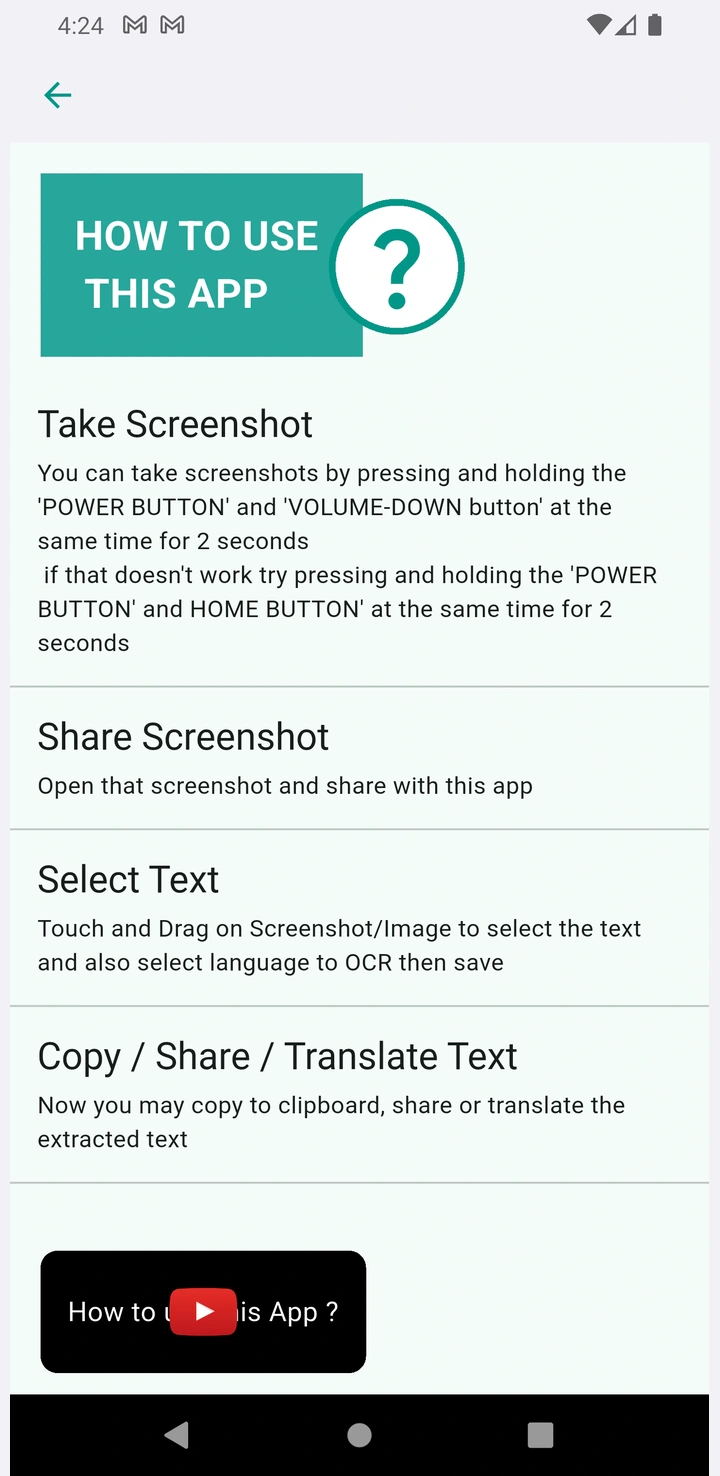 4:24
HOW TO USE
THIS APP
?
Take Screenshot
You can take screenshots by pressing and holding the
'POWER BUTTON' and 'VOLUME-DOWN button' at the
same time for 2 seconds
if that doesn't work try pressing and holding the 'POWER
BUTTON' and HOME BUTTON' at the same time for 2
seconds
Share Screenshot
Open that screenshot and share with this app
Select Text
Touch and Drag on Screenshot/Image to select the text
and also select language to OCR then save
Copy / Share / Translate Text
Now you may copy to clipboard, share or translate the
extracted text
How to App ?